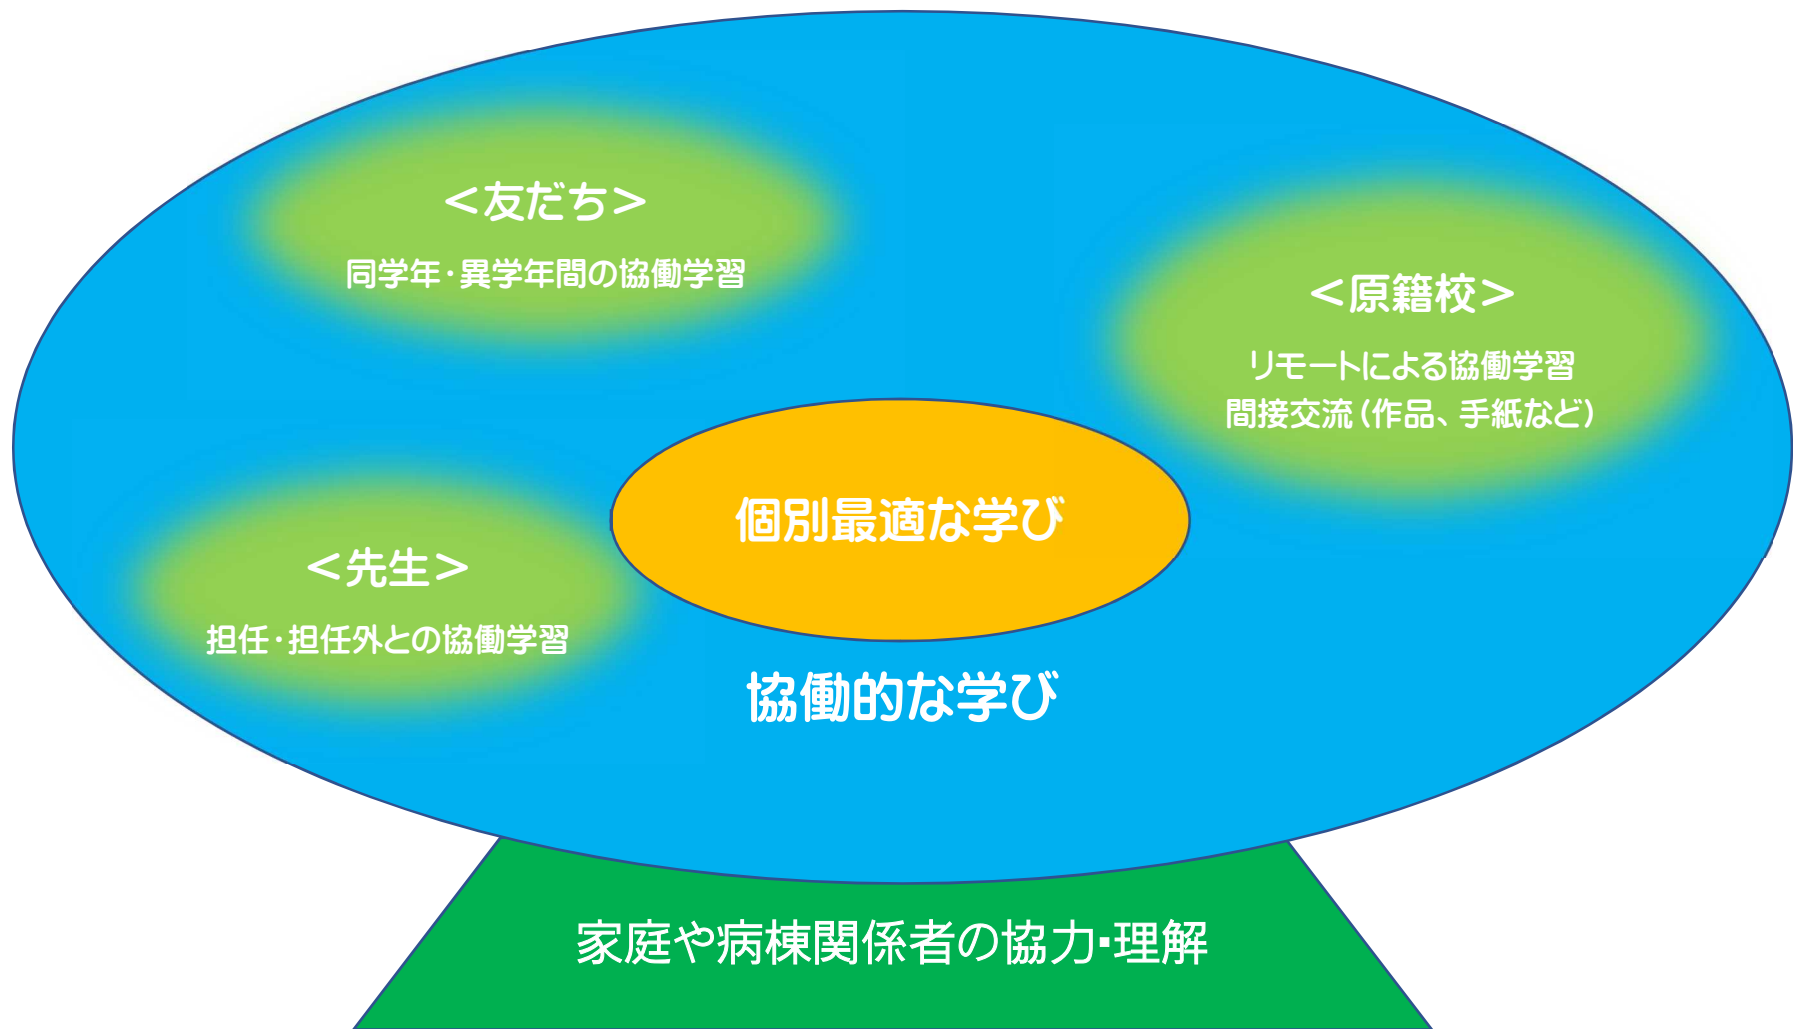 ＜友だち＞
同学年・異学年間の協働学習
＜原籍校＞
リモートによる協働学習
間接交流（作品、手紙など）
個別最適な学び
＜先生＞
担任・担任外との協働学習
協働的な学び
家庭や病棟関係者の協力・理解